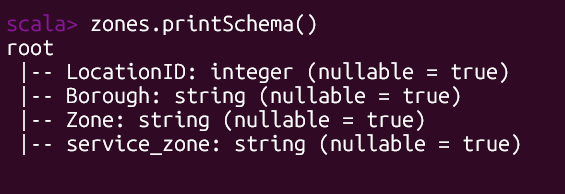 scala> zones.printSchema()
root
 |-- LocationID: integer (nullable = true)
 |-- Borough: string (nullable = true)
 |-- Zone: string (nullable = true)
 |-- service_zone: string (nullable = true)